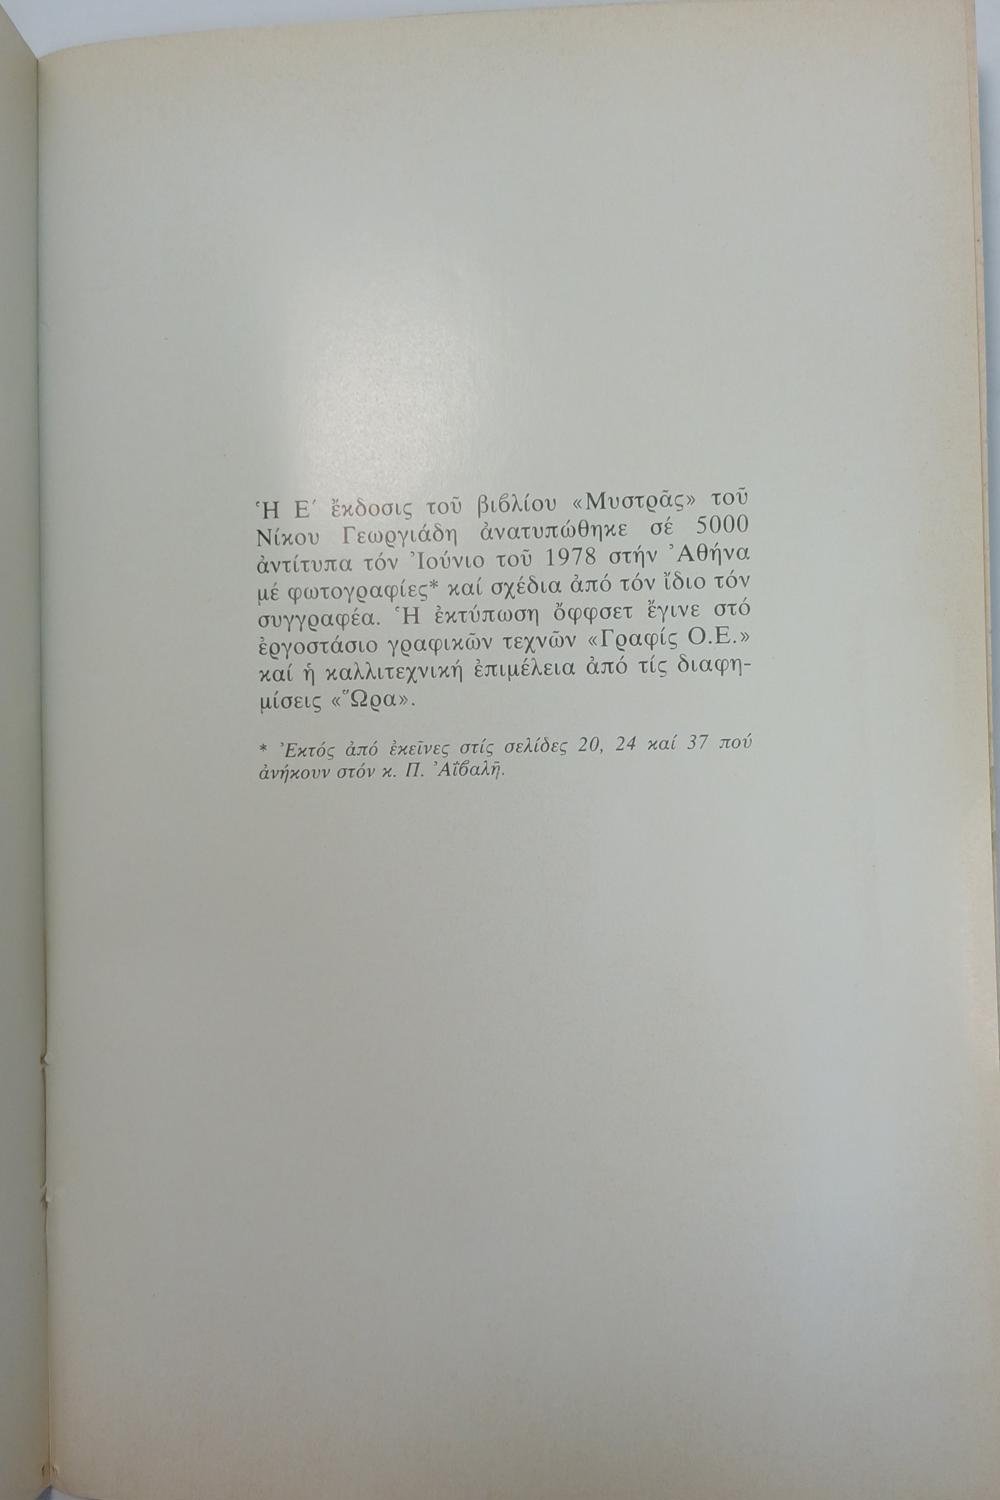 Ἡ Ε΄ ἔκδοσις τοῦ βιβλίου «Μυστρᾶς» τοῦ
Νίκου Γεωργιάδη ἀνατυπώθηκε σέ 5000
ἀντίτυπα τόν Ἰούνιο τοῦ 1978 στήν Ἀθήνα
μέ φωτογραφίες* καί σχέδια ἀπό τόν ἴδιο τόν
συγγραφέα. Ἡ ἐκτύπωση ὄφφσετ ἔγινε στό
ἐργοστάσιο γραφικῶν τεχνῶν «Γραφίς Ο.Ε.»
καί ἡ καλλιτεχνική ἐπιμέλεια ἀπό τίς διαφη-
μίσεις «Ὥρα».
* Ἐκτός ἀπό ἐκεῖνες στίς σελίδες 20, 24 καί 37 πού
ἀνήκουν στόν κ. Π. Ἀΐβαλῆ.